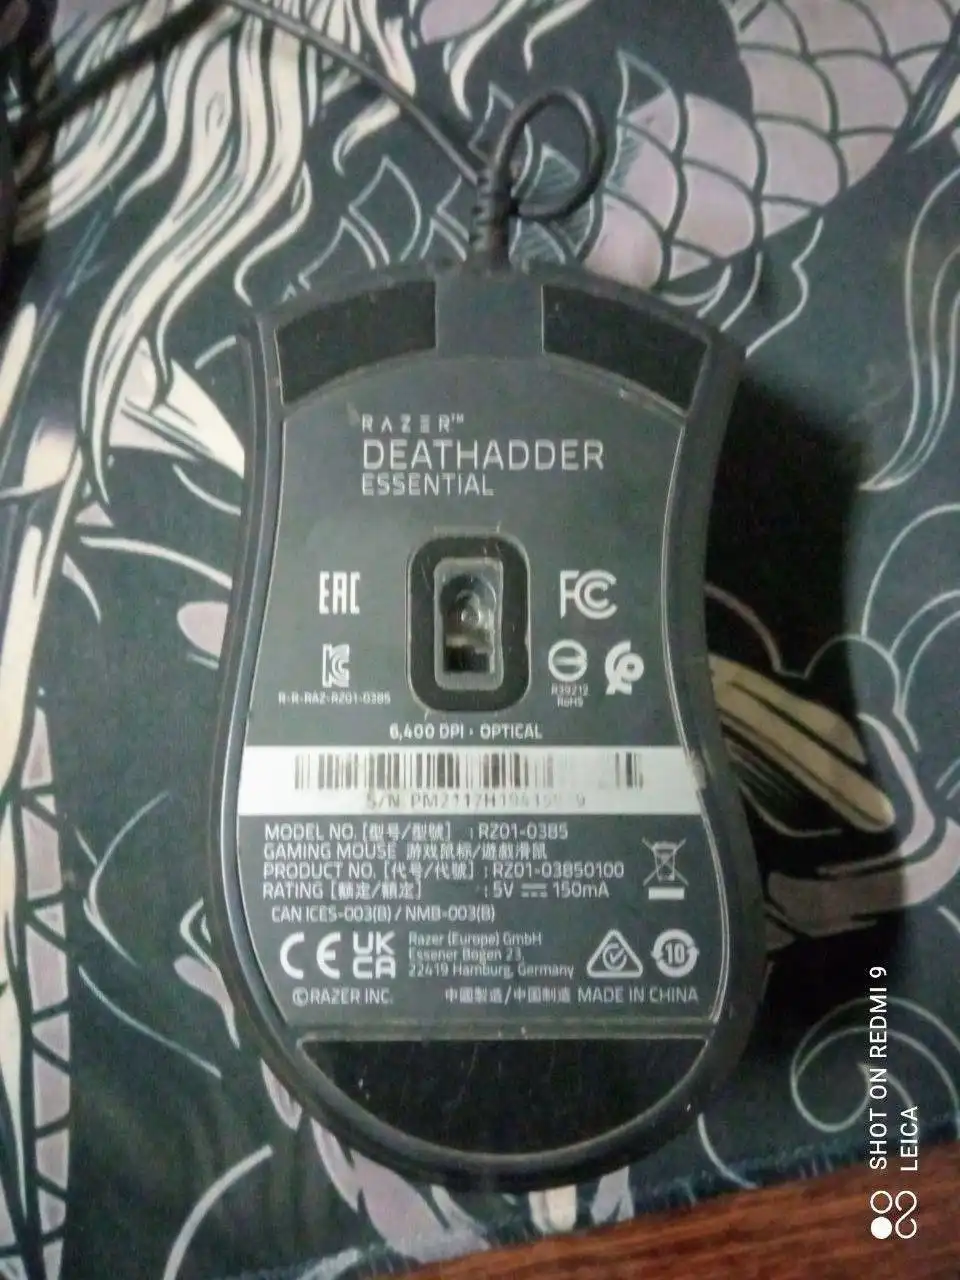 RAZER™
DEATHADDER
ESSENTIAL
EAC
FC
R-R-RAZ-RZ01-0385
R39212
RoHS
6,400 DPI • OPTICAL
S/N
MODEL NO. [型号/型號] : RZ01-0385
GAMING MOUSE 游戏鼠标/遊戲滑鼠
PRODUCT NO. [代号/代號] : RZ01-03850100
RATING [额定/額定] : 5V ⎓ 150mA
CAN ICES-003(B) / NMB-003(B)
CE UK CA
Razer (Europe) GmbH
Essener Bogen 23,
22419 Hamburg, Germany
10
©RAZER INC. 中國製造/中国制造 MADE IN CHINA
SHOT ON REDMI 9
LEICA